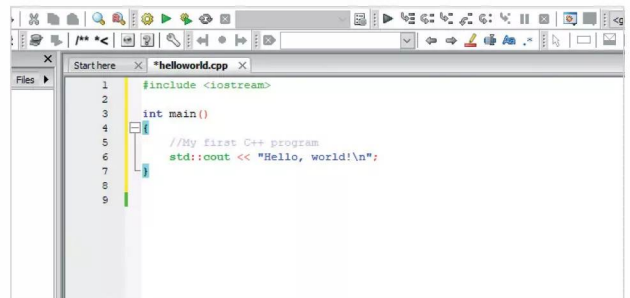 /** *<
Files
Start here
*helloworld.cpp
1 #include <iostream>
2
3 int main()
4 {
5 //My first C++ program
6 std::cout << "Hello, world!\n";
7 }
8
9